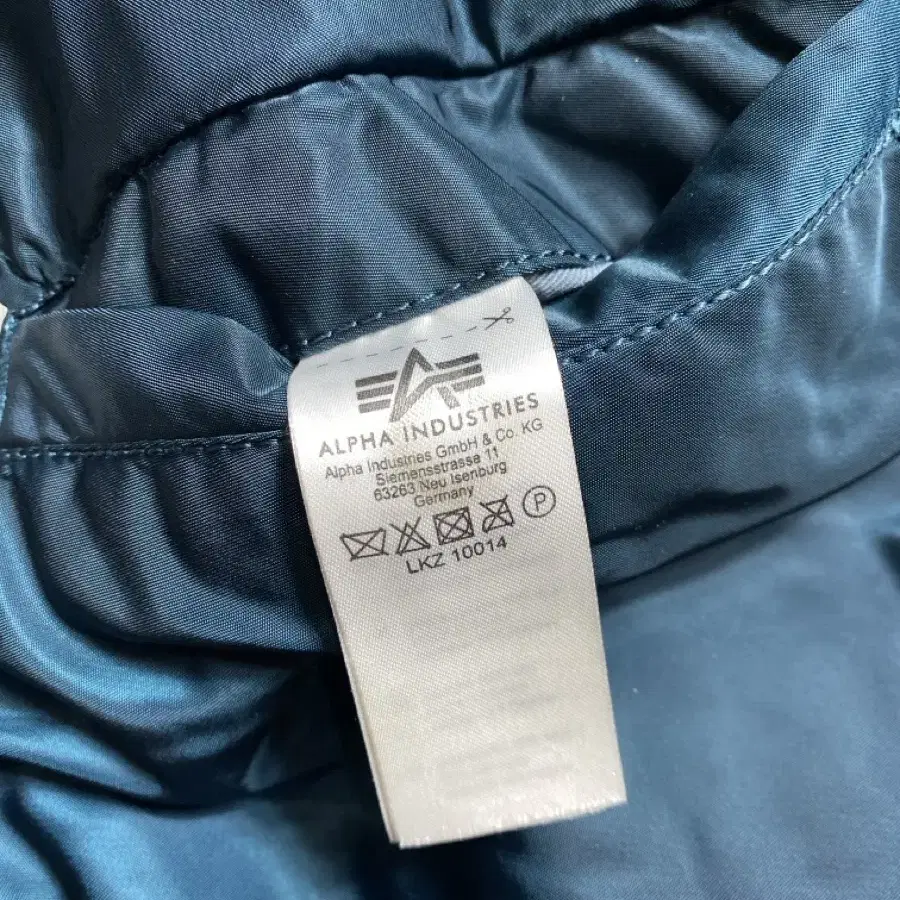 ALPHA INDUSTRIES
Alpha Industries GmbH & Co. KG
Siemensstrasse 11
63263 Neu Isenburg
Germany
P
LKZ 10014